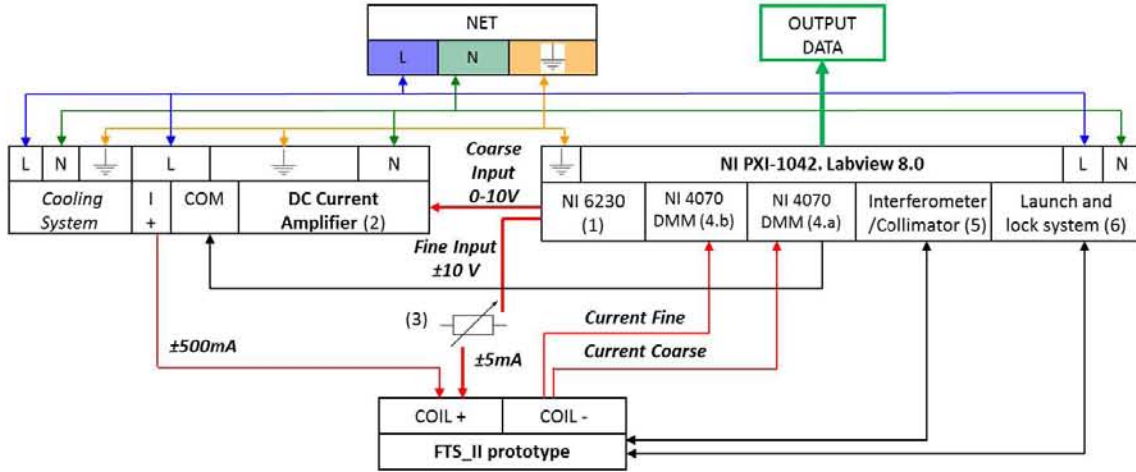 NET
L N
OUTPUT
DATA
L N L N
Cooling
System
I
+
COM
DC Current
Amplifier (2)
Coarse
Input
0-10V
NI PXI-1042. Labview 8.0
L N
NI 6230
(1)
NI 4070
DMM (4.b)
NI 4070
DMM (4.a)
Interferometer
/Collimator (5)
Launch and
lock system (6)
Fine Input
±10 V
(3)
±500mA
±5mA
Current Fine
Current Coarse
COIL + COIL -
FTS_II prototype